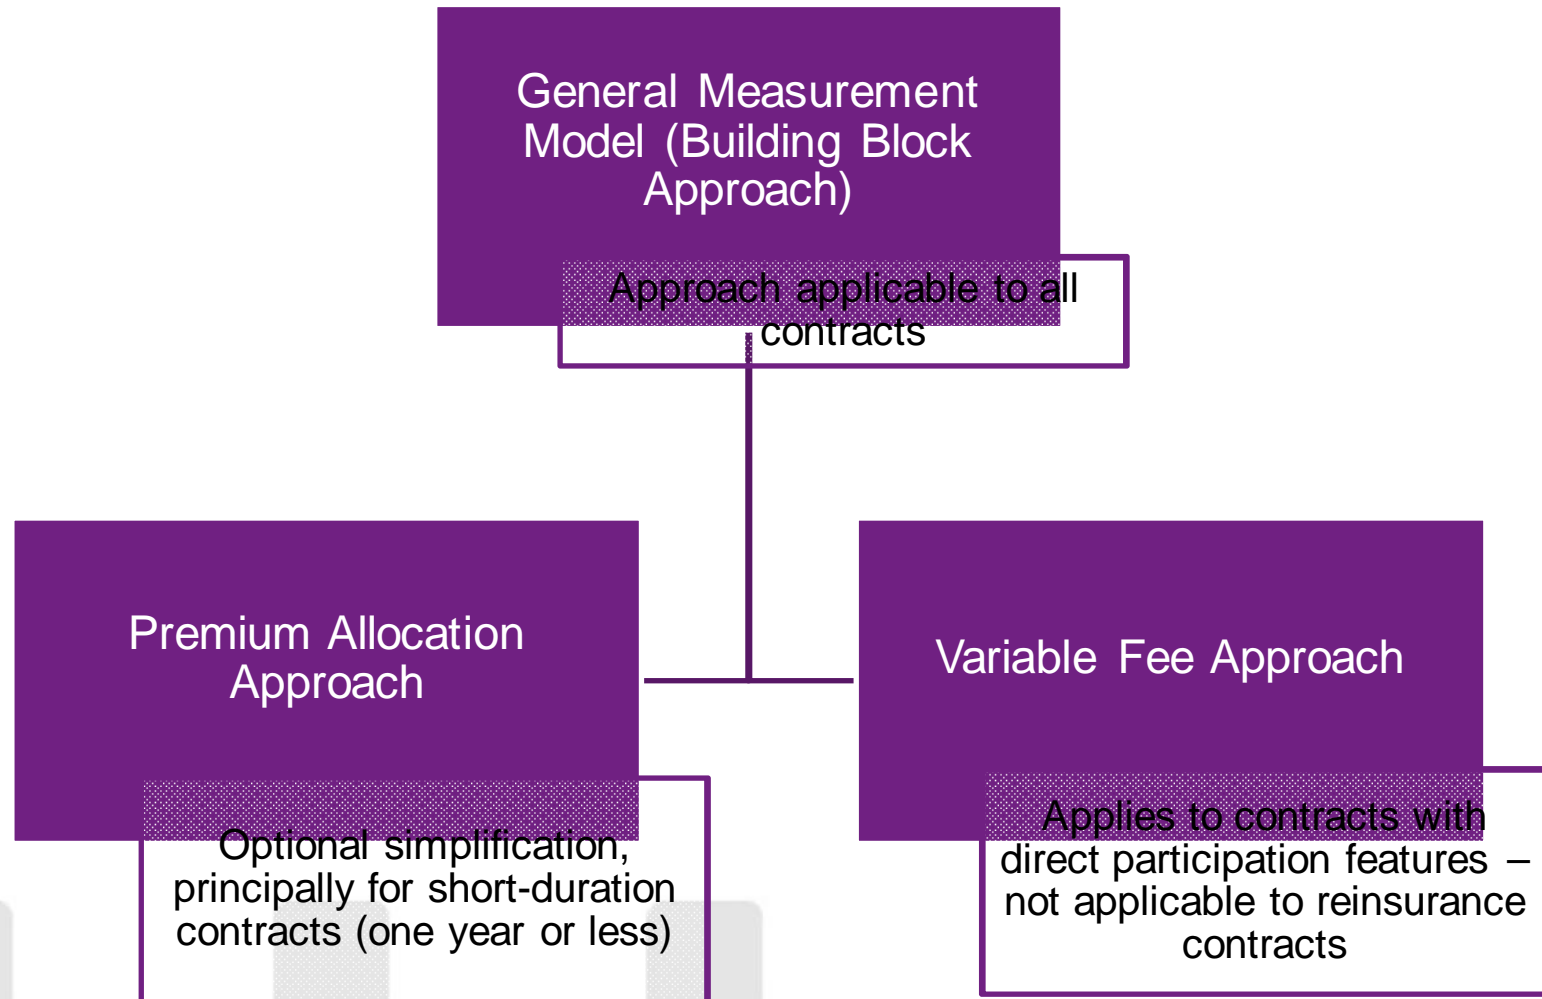 General Measurement
Model (Building Block
Approach)
Approach applicable to all
contracts
Premium Allocation
Approach
Optional simplification,
principally for short-duration
contracts (one year or less)
Variable Fee Approach
Applies to contracts with
direct participation features –
not applicable to reinsurance
contracts